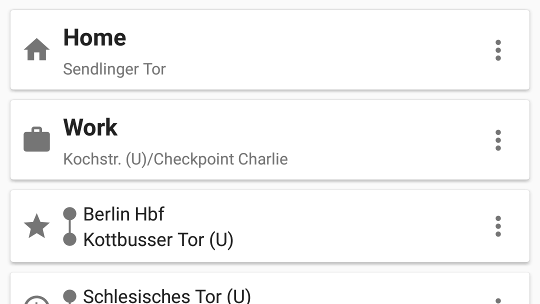 Home
Sendlinger Tor
Work
Kochstr. (U)/Checkpoint Charlie
Berlin Hbf
Kottbusser Tor (U)
Schlesisches Tor (U)